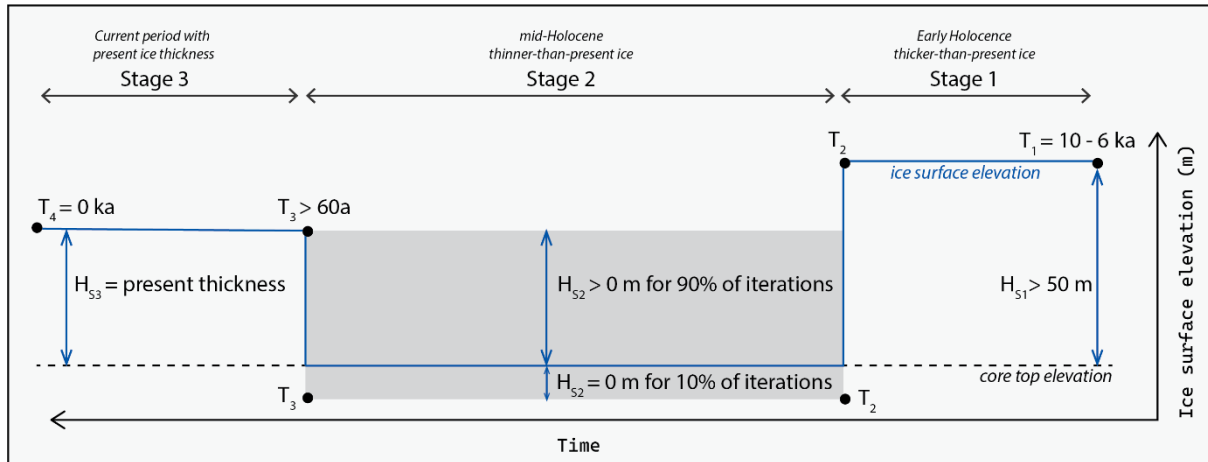 Current period with
present ice thickness
Stage 3
mid-Holocene
thinner-than-present ice
Stage 2
Early Holocence
thicker-than-present ice
Stage 1
T2
T1 = 10 - 6 ka
ice surface elevation
T4 = 0 ka
T3 > 60a
HS3 = present thickness
HS2 > 0 m for 90% of iterations
HS1 > 50 m
core top elevation
HS2 = 0 m for 10% of iterations
T3
T2
Time
Ice surface elevation (m)